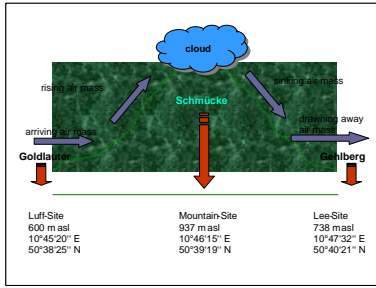 cloud
rising air mass
sinking air mass
Schmücke
arriving air mass
drawning away
air mass
Goldlauter
Gehlberg
Luff-Site
600 m asl
10°45'20'' E
50°38'25'' N
Mountain-Site
937 m asl
10°46'15'' E
50°39'19'' N
Lee-Site
738 m asl
10°47'32'' E
50°40'21'' N